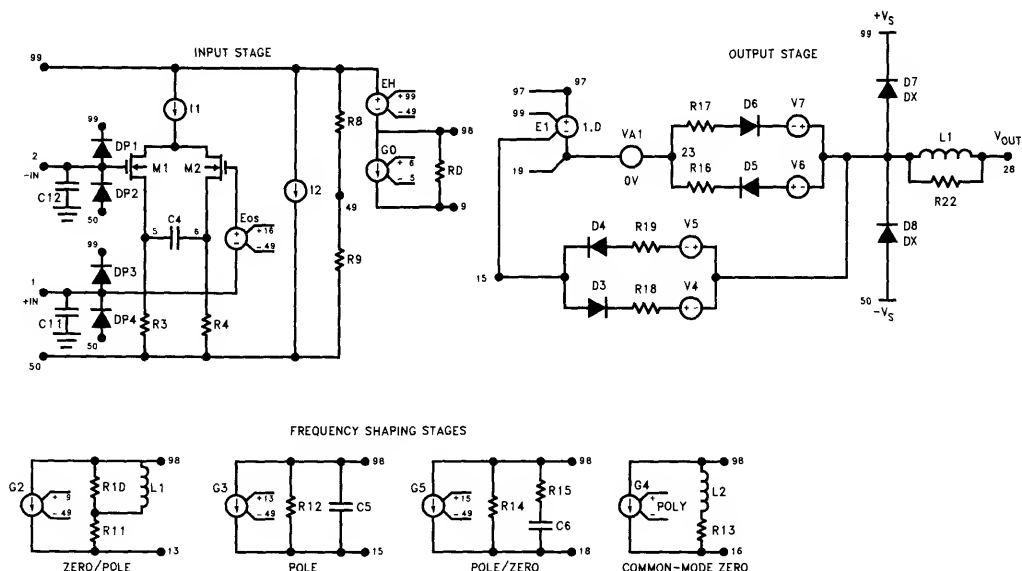 INPUT STAGE
OUTPUT STAGE
99
I1
EH
+99
-49
R8
98
99
DP1
2
-IN
M1
M2
G0
+ 6
- 5
RD
C12
DP2
50
I2
49
9
5
C4
6
Eos
+16
-49
R9
99
DP3
1
+IN
C11
DP4
50
R3
R4
50
97
97
99
E1
1.0
19
VA1
0V
23
R17
D6
V7
R16
D5
V6
15
D4
R19
V5
D3
R18
V4
+VS
99
D7
DX
L1
VOUT
28
R22
D8
DX
50
-VS
FREQUENCY SHAPING STAGES
98
G2
+ 9
- 49
R10
L1
R11
13
ZERO/POLE
98
G3
+13
-49
R12
C5
15
POLE
98
G5
+15
-49
R14
R15
C6
18
POLE/ZERO
98
G4
+
-
POLY
L2
R13
16
COMMON-MODE ZERO